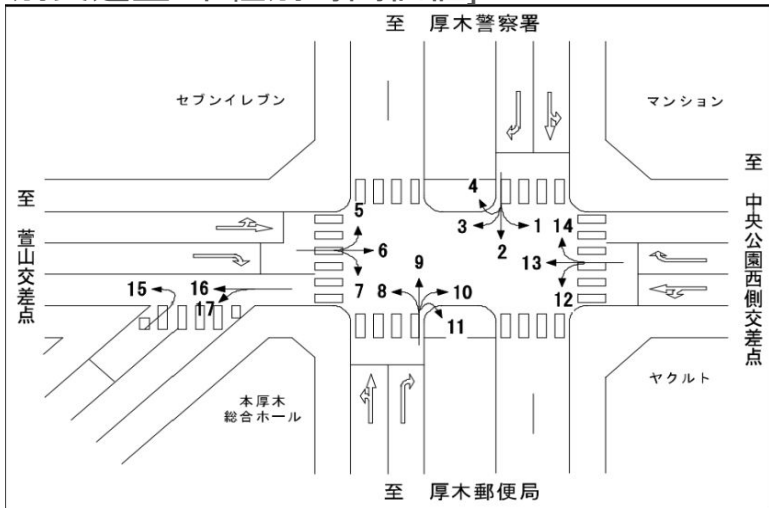 至 厚木警察署
セブンイレブン
マンション
至 萱山交差点
至 中央公園西側交差点
4
5
3
1
14
2
6
9
13
15
16
7
8
10
12
17
11
本厚木
総合ホール
ヤクルト
至 厚木郵便局